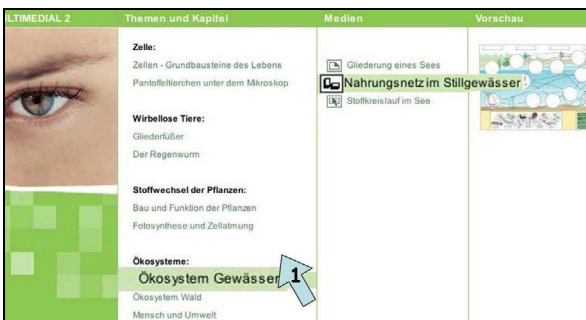 LTIMEDIAL 2
Themen und Kapitel
Medien
Vorschau
Zelle:
Zellen - Grundbausteine des Lebens
Pantoffeltierchen unter dem Mikroskop
Wirbellose Tiere:
Gliederfüßer
Der Regenwurm
Stoffwechsel der Pflanzen:
Bau und Funktion der Pflanzen
Fotosynthese und Zellatmung
Ökosysteme:
Ökosystem Gewässer
1
Ökosystem Wald
Mensch und Umwelt
Gliederung eines Sees
Nahrungsnetz im Stillgewässer
Stoffkreislauf im See